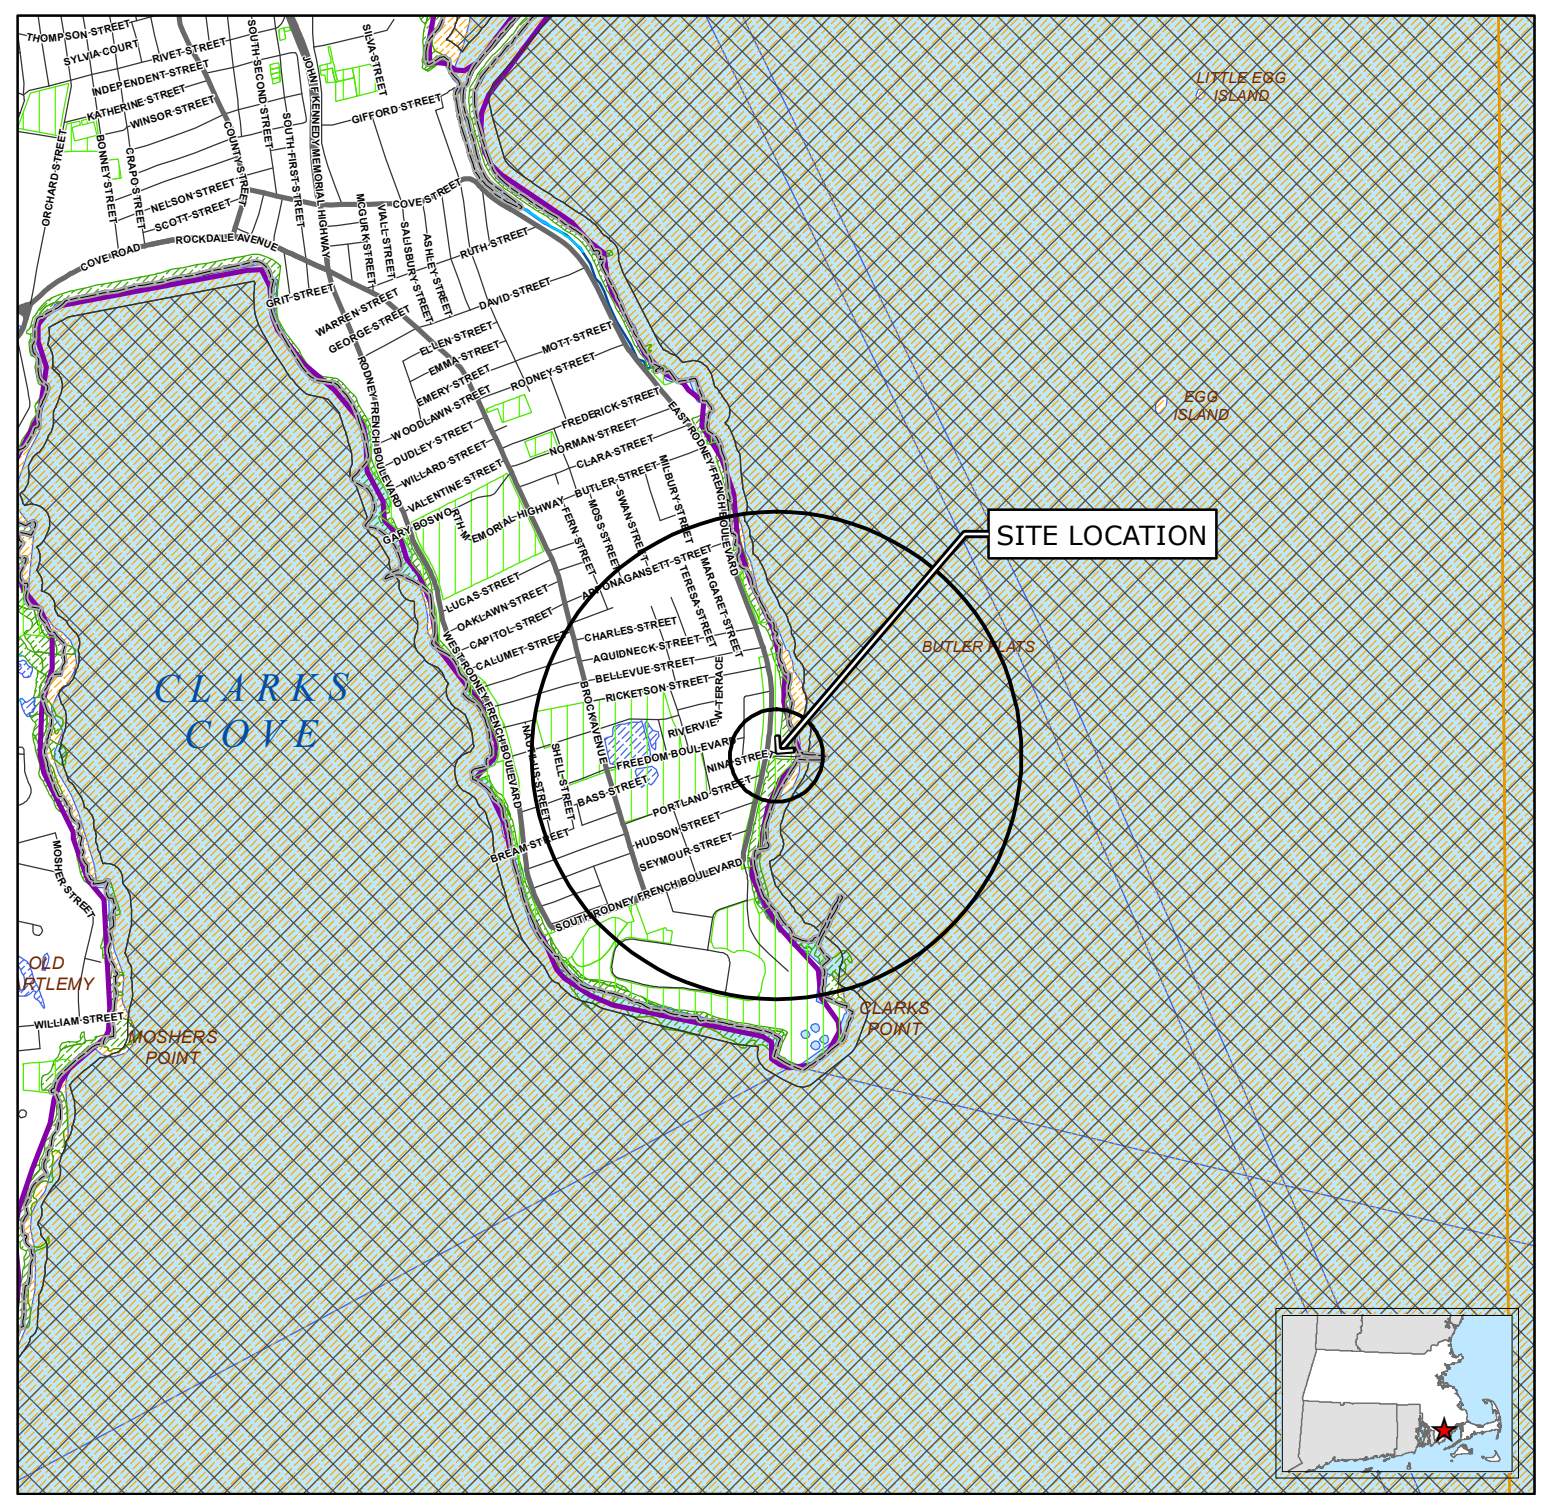 THOMPSON STREET
SYLVIA COURT
RIVET STREET
INDEPENDENT STREET
KATHERINE STREET
WINSOR STREET
ORCHARD STREET
BONNEY STREET
CRAPO STREET
COUNTY STREET
SOUTH SECOND STREET
SOUTH FIRST STREET
JOHN F KENNEDY MEMORIAL HIGHWAY
SILVA STREET
GIFFORD STREET
LITTLE EGG
ISLAND
NELSON STREET
SCOTT STREET
COVE STREET
MCGURK STREET
VIALL STREET
SALISBURY STREET
ASHLEY STREET
RUTH STREET
COVE ROAD
ROCKDALE AVENUE
GRIT STREET
WARREN STREET
GEORGE STREET
DAVID STREET
ELLEN STREET
EMMA STREET
MOTT STREET
EMERY STREET
RODNEY STREET
WOODLAWN STREET
RODNEY FRENCH BOULEVARD
FREDERICK STREET
EGG
ISLAND
DUDLEY STREET
NORMAN STREET
EAST RODNEY FRENCH BOULEVARD
WILLARD STREET
CLARA STREET
VALENTINE STREET
BUTLER STREET
MILBURY STREET
GARY BOSWORTH MEMORIAL HIGHWAY
FERN STREET
MOSS STREET
SWAN STREET
SITE LOCATION
LUCAS STREET
APPONAGANSETT STREET
TERESA STREET
MARGARET STREET
OAKLAWN STREET
CAPITOL STREET
CALUMET STREET
CHARLES STREET
AQUIDNECK STREET
BELLEVUE STREET
RICKETSON STREET
BUTLER FLATS
WEST RODNEY FRENCH BOULEVARD
BROCK AVENUE
W TERRACE
RIVERVIE
CLARKS
COVE
NAUTILUS STREET
SHELL STREET
FREEDOM BOULEVARD
NINA STREET
BASS STREET
PORTLAND STREET
HUDSON STREET
BREAM STREET
SEYMOUR STREET
SOUTH RODNEY FRENCH BOULEVARD
MOSHER STREET
OLD
RTLEMY
WILLIAM STREET
MOSHERS
POINT
CLARKS
POINT